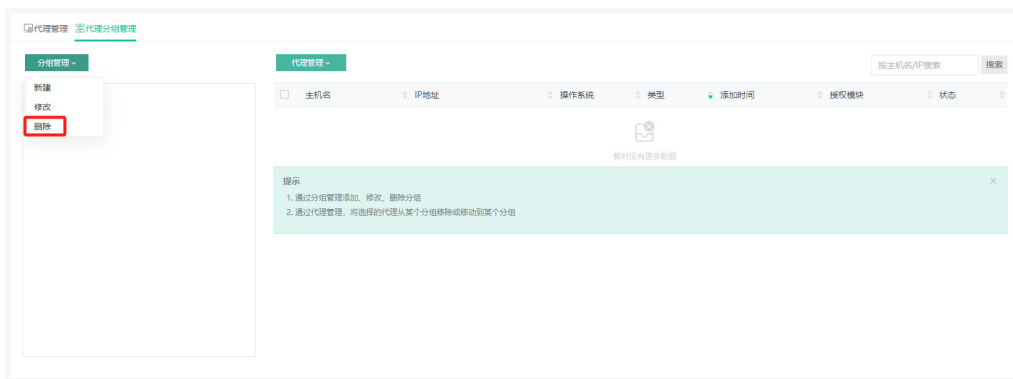 代理管理 代理分组管理
分组管理
新建
修改
删除
代理管理
按主机名/IP搜索 搜索
主机名 IP地址 操作系统 类型 添加时间 授权模块 状态
暂时没有更多数据
提示
1. 通过分组管理添加、修改、删除分组
2. 通过代理管理，将选择的代理从某个分组移除或移动到某个分组